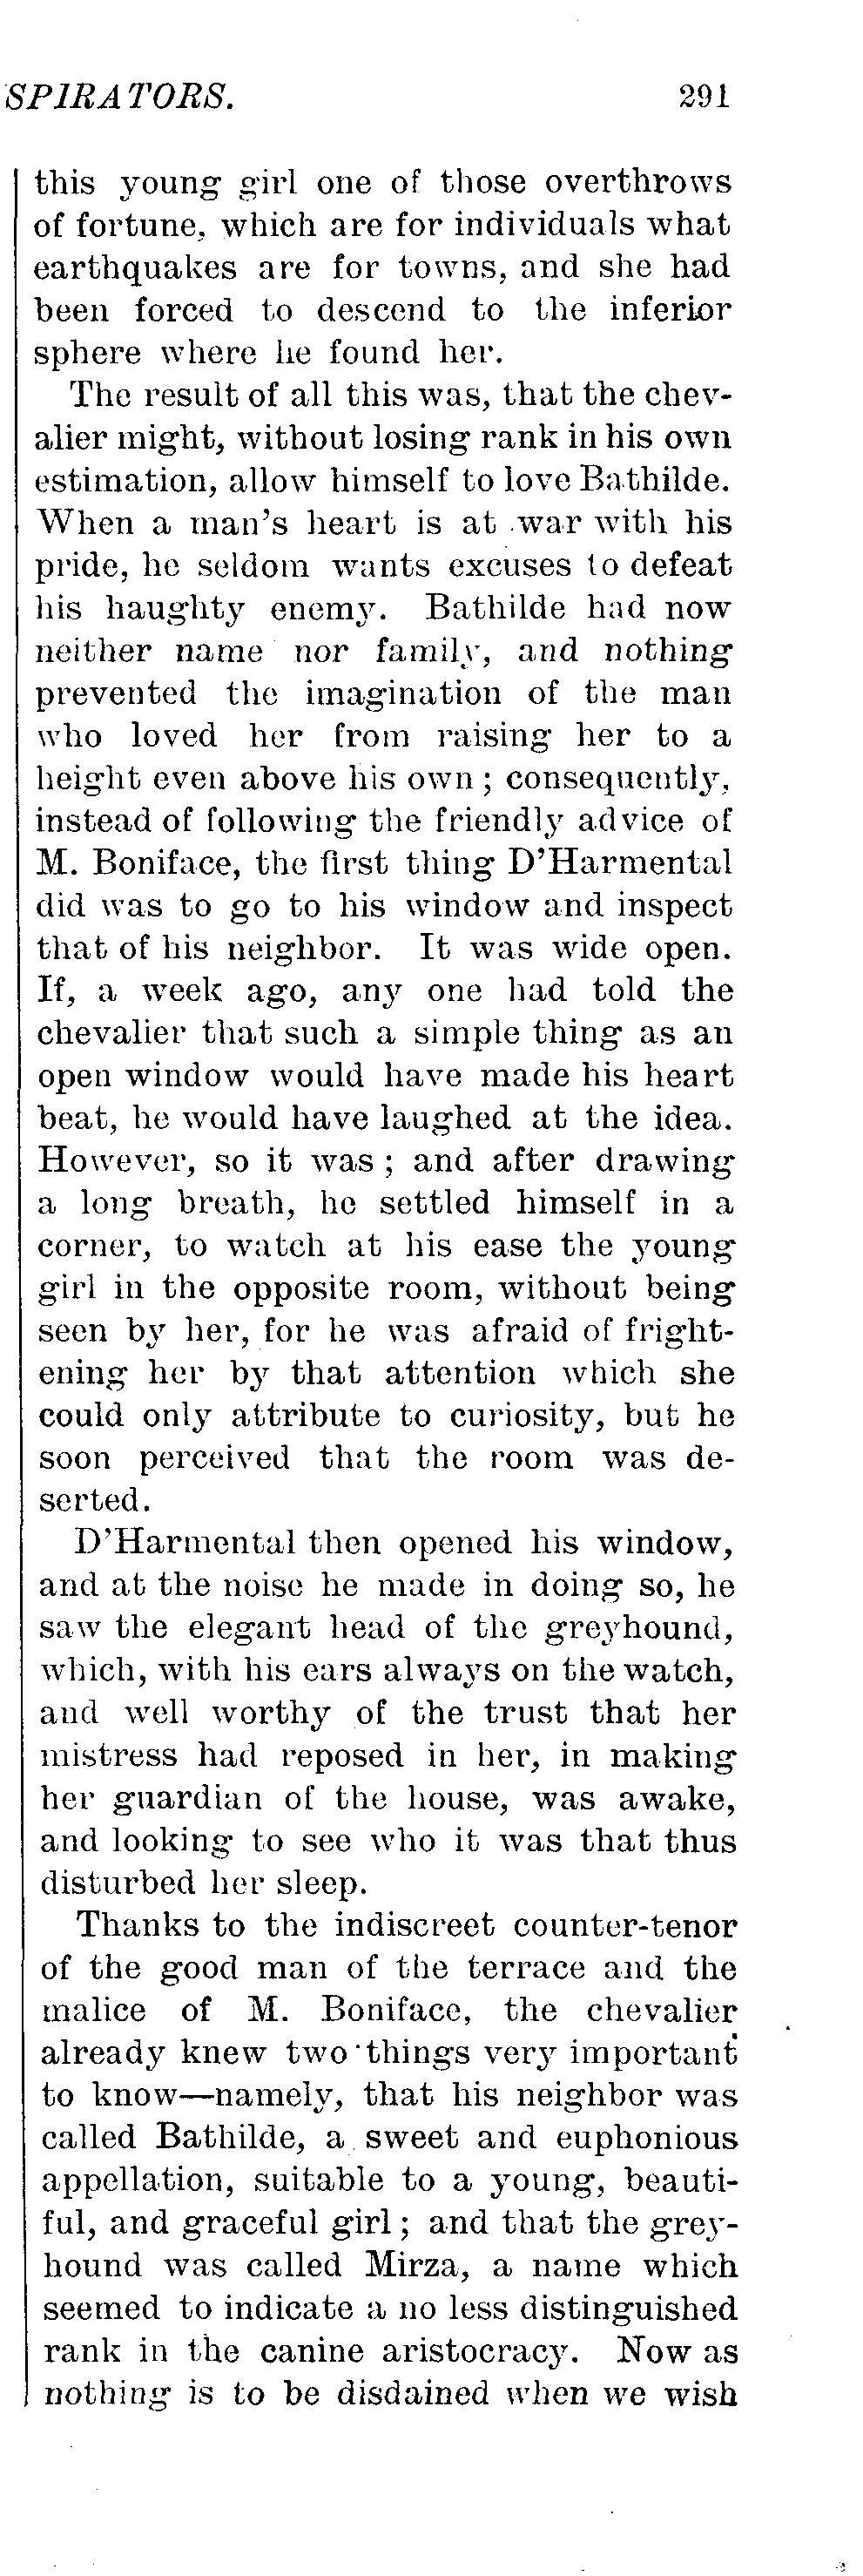 SPIRATORS. 291
this young girl one of those overthrows
of fortune, which are for individuals what
earthquakes are for towns, and she had
been forced to descend to the inferior
sphere where he found her.
The result of all this was, that the chev-
alier might, without losing rank in his own
estimation, allow himself to love Bathilde.
When a man's heart is at war with his
pride, he seldom wants excuses to defeat
his haughty enemy. Bathilde had now
neither name nor family, and nothing
prevented the imagination of the man
who loved her from raising her to a
height even above his own; consequently,
instead of following the friendly advice of
M. Boniface, the first thing D'Harmental
did was to go to his window and inspect
that of his neighbor. It was wide open.
If, a week ago, any one had told the
chevalier that such a simple thing as an
open window would have made his heart
beat, he would have laughed at the idea.
However, so it was; and after drawing
a long breath, he settled himself in a
corner, to watch at his ease the young
girl in the opposite room, without being
seen by her, for he was afraid of fright-
ening her by that attention which she
could only attribute to curiosity, but he
soon perceived that the room was de-
serted.
D'Harmental then opened his window,
and at the noise he made in doing so, he
saw the elegant head of the greyhound,
which, with his ears always on the watch,
and well worthy of the trust that her
mistress had reposed in her, in making
her guardian of the house, was awake,
and looking to see who it was that thus
disturbed her sleep.
Thanks to the indiscreet counter-tenor
of the good man of the terrace and the
malice of M. Boniface, the chevalier
already knew two things very important
to know—namely, that his neighbor was
called Bathilde, a sweet and euphonious
appellation, suitable to a young, beauti-
ful, and graceful girl; and that the grey-
hound was called Mirza, a name which
seemed to indicate a no less distinguished
rank in the canine aristocracy. Now as
nothing is to be disdained when we wish